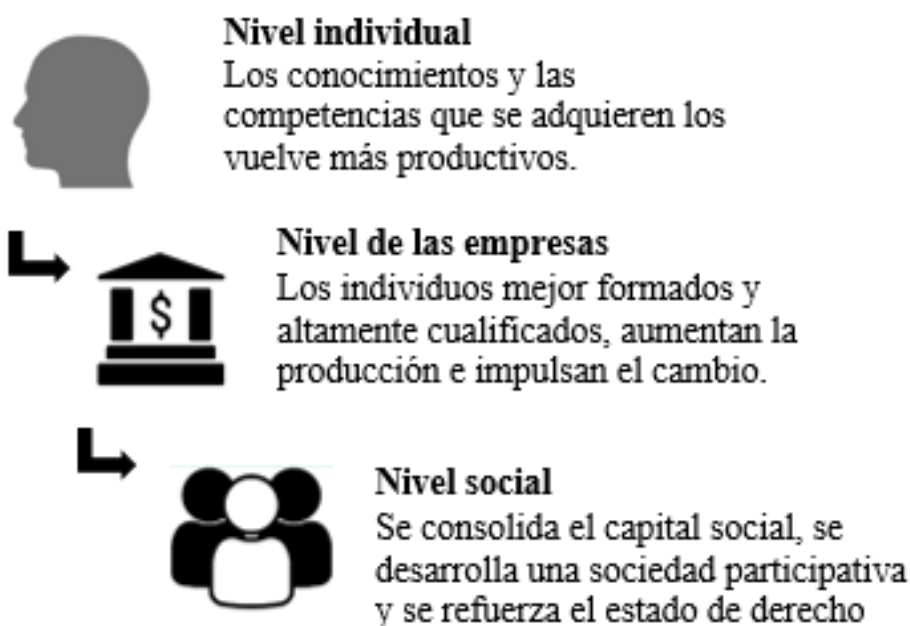 Nivel individual
Los conocimientos y las
competencias que se adquieren los
vuelve más productivos.
Nivel de las empresas
$
Los individuos mejor formados y
altamente cualificados, aumentan la
producción e impulsan el cambio.
Nivel social
Se consolida el capital social, se
desarrolla una sociedad participativa
y se refuerza el estado de derecho